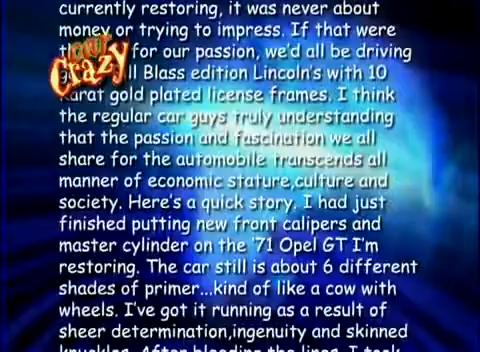 currently restoring, it was never about
money or trying to impress. If that were
for our passion, we'd all be driving
Crazy
ll Blass edition Lincoln's with 10
karat gold plated license frames. I think
the regular car guys truly understanding
that the passion and fascination we all
share for the automobile transcends all
manner of economic stature,culture and
society. Here's a quick story. I had just
finished putting new front calipers and
master cylinder on the '71 Opel GT I'm
restoring. The car still is about 6 different
shades of primer...kind of like a cow with
wheels. I've got it running as a result of
sheer determination,ingenuity and skinned
knuckles. After bleeding the lines, I took